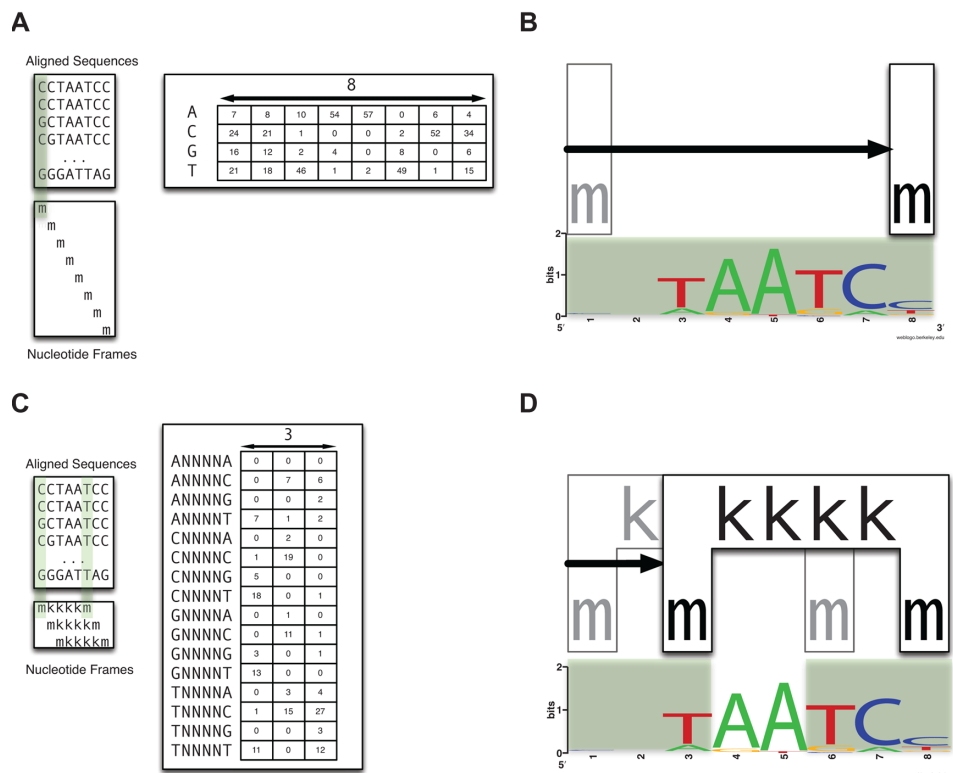 A
Aligned Sequences
CCTAATCC
CCTAATCC
GCTAATCC
CGTAATCC
...
GGGATTAG
m
m
m
m
m
m
m
m
Nucleotide Frames
8
A 7 8 10 54 57 0 6 4
C 24 21 1 0 0 2 52 34
G 16 12 2 4 0 8 0 6
T 21 18 46 1 2 49 1 15
B
m m
2
bits
1
0
TAATCC
5′ 1 2 3 4 5 6 7 8 3′
weblogo.berkeley.edu
C
Aligned Sequences
CCTAATCC
CCTAATCC
GCTAATCC
CGTAATCC
...
GGGATTAG
mkkkkm
mkkkkm
mkkkkm
Nucleotide Frames
3
ANNNNA 0 0 0
ANNNNC 0 7 6
ANNNNG 0 0 2
ANNNNT 7 1 2
CNNNNA 0 2 0
CNNNNC 1 19 0
CNNNNG 5 0 0
CNNNNT 18 0 1
GNNNNA 0 1 0
GNNNNC 0 11 1
GNNNNG 3 0 1
GNNNNT 13 0 0
TNNNNA 0 3 4
TNNNNC 1 15 27
TNNNNG 0 0 3
TNNNNT 11 0 12
D
k k k k k
m m m m
2
bits
1
0
TAATCC
5′ 1 2 3 4 5 6 7 8